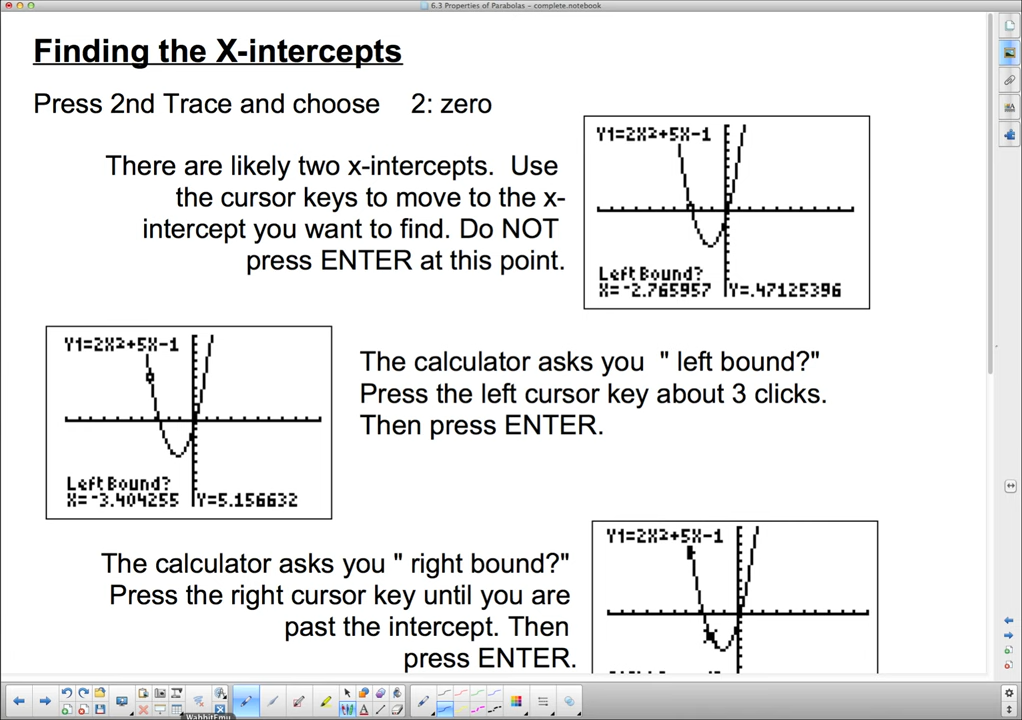 6.3 Properties of Parabolas - complete.notebook
Finding the X-intercepts
Press 2nd Trace and choose 2: zero
There are likely two x-intercepts. Use
the cursor keys to move to the x-
intercept you want to find. Do NOT
press ENTER at this point.
Y1=2X²+5X-1
Left Bound?
X=-2.765957 Y=.47125396
Y1=2X²+5X-1
Left Bound?
X=-3.404255 Y=5.156632
The calculator asks you " left bound?"
Press the left cursor key about 3 clicks.
Then press ENTER.
The calculator asks you " right bound?"
Press the right cursor key until you are
past the intercept. Then
press ENTER.
Y1=2X²+5X-1
WabbitEmu